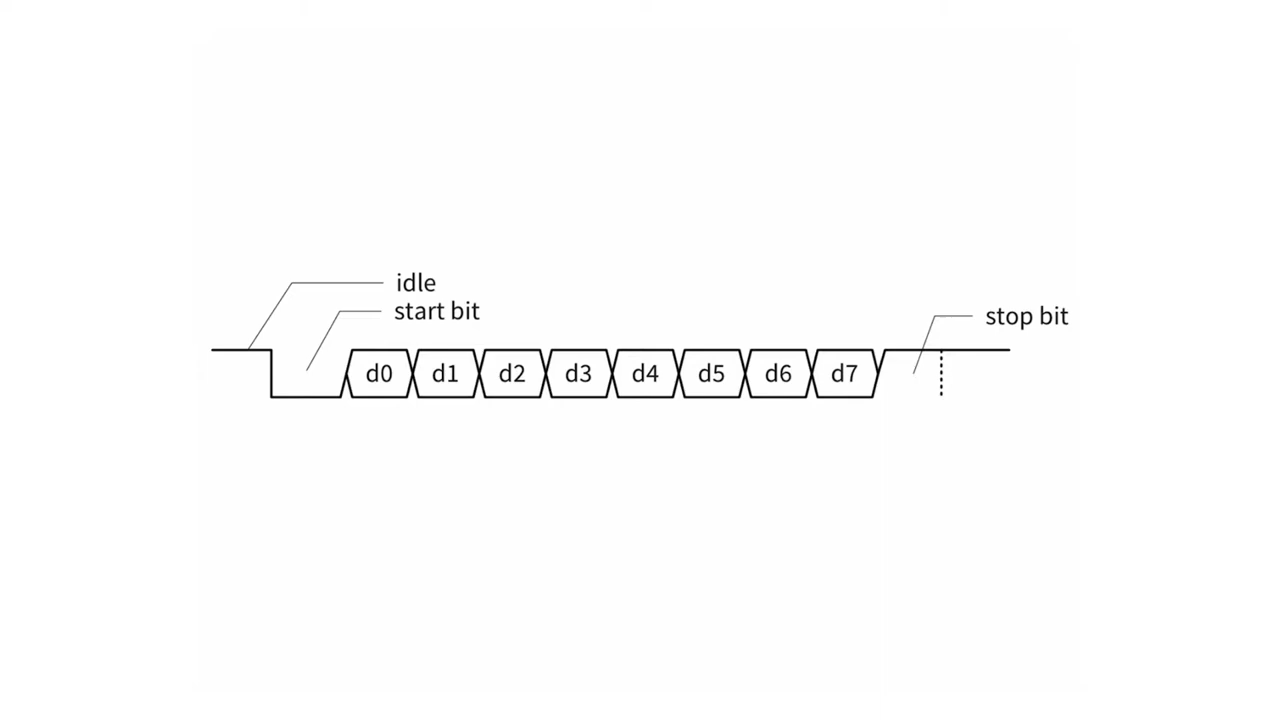 idle
start bit
stop bit
d0 d1 d2 d3 d4 d5 d6 d7